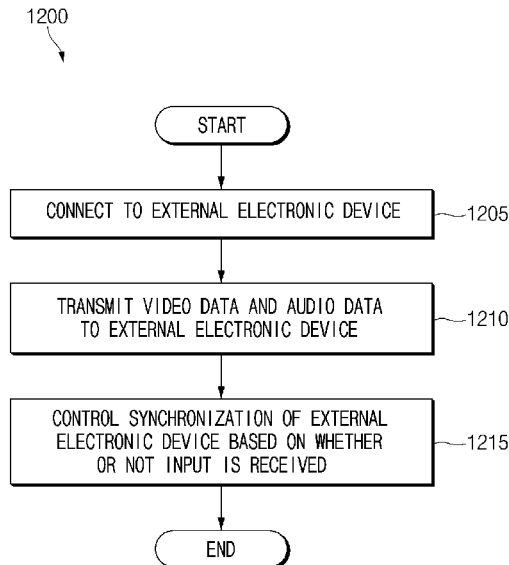 1200
START
CONNECT TO EXTERNAL ELECTRONIC DEVICE
1205
TRANSMIT VIDEO DATA AND AUDIO DATA
TO EXTERNAL ELECTRONIC DEVICE
1210
CONTROL SYNCHRONIZATION OF EXTERNAL
ELECTRONIC DEVICE BASED ON WHETHER
OR NOT INPUT IS RECEIVED
1215
END